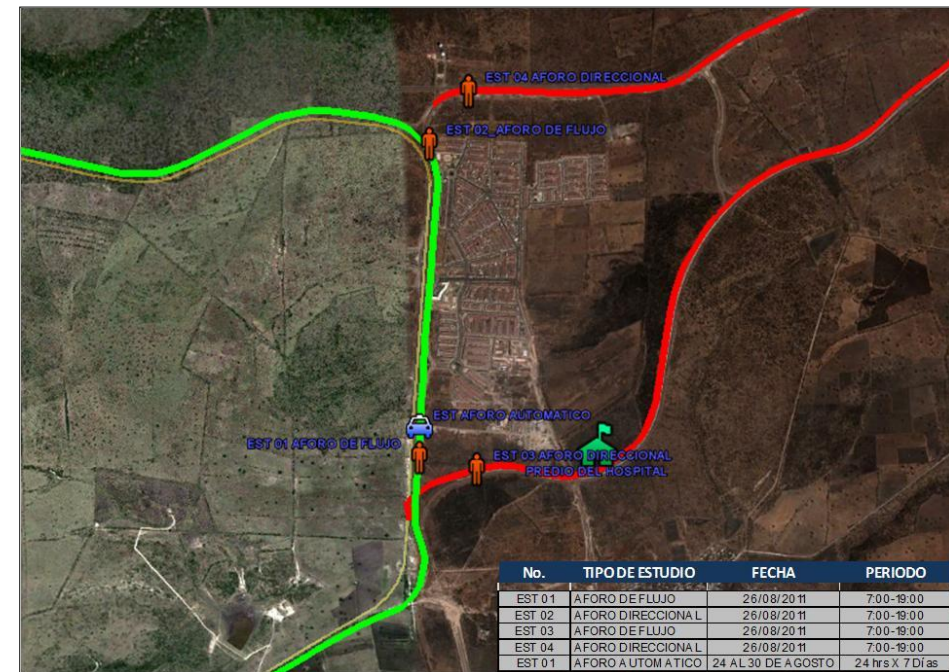 EST 04 AFORO DIRECCIONAL
EST 02_AFORO DE FLUJO
EST AFORO AUTOMATICO
EST 01 AFORO DE FLUJO
EST 03 AFORO DIRECCIONAL
PREDIO DEL HOSPITAL
No. TIPO DE ESTUDIO FECHA PERIODO
EST 01 AFORO DE FLUJO 26/08/2011 7:00-19:00
EST 02 AFORO DIRECCIONAL 26/08/2011 7:00-19:00
EST 03 AFORO DE FLUJO 26/08/2011 7:00-19:00
EST 04 AFORO DIRECCIONAL 26/08/2011 7:00-19:00
EST 01 AFORO AUTOMATICO 24 AL 30 DE AGOSTO 24 hrs X 7 Días